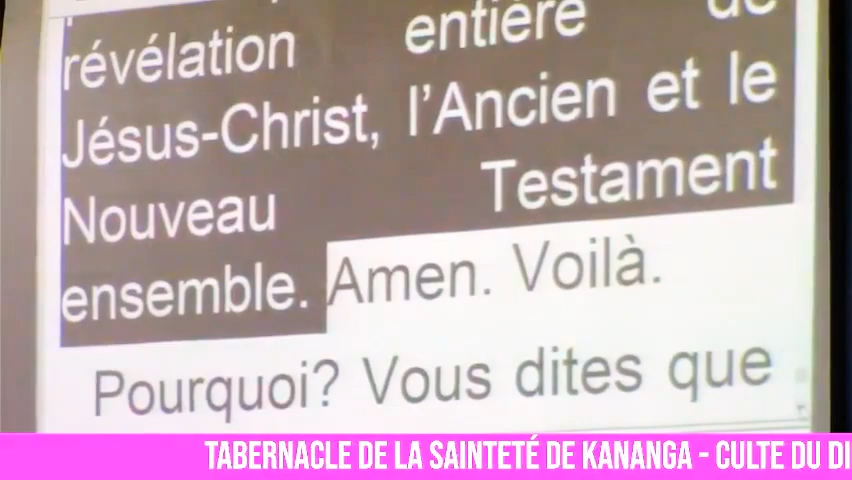 révélation entière de
Jésus-Christ, l'Ancien et le
Nouveau Testament
ensemble. Amen. Voilà.
Pourquoi? Vous dites que
TABERNACLE DE LA SAINTETÉ DE KANANGA - CULTE DU DI